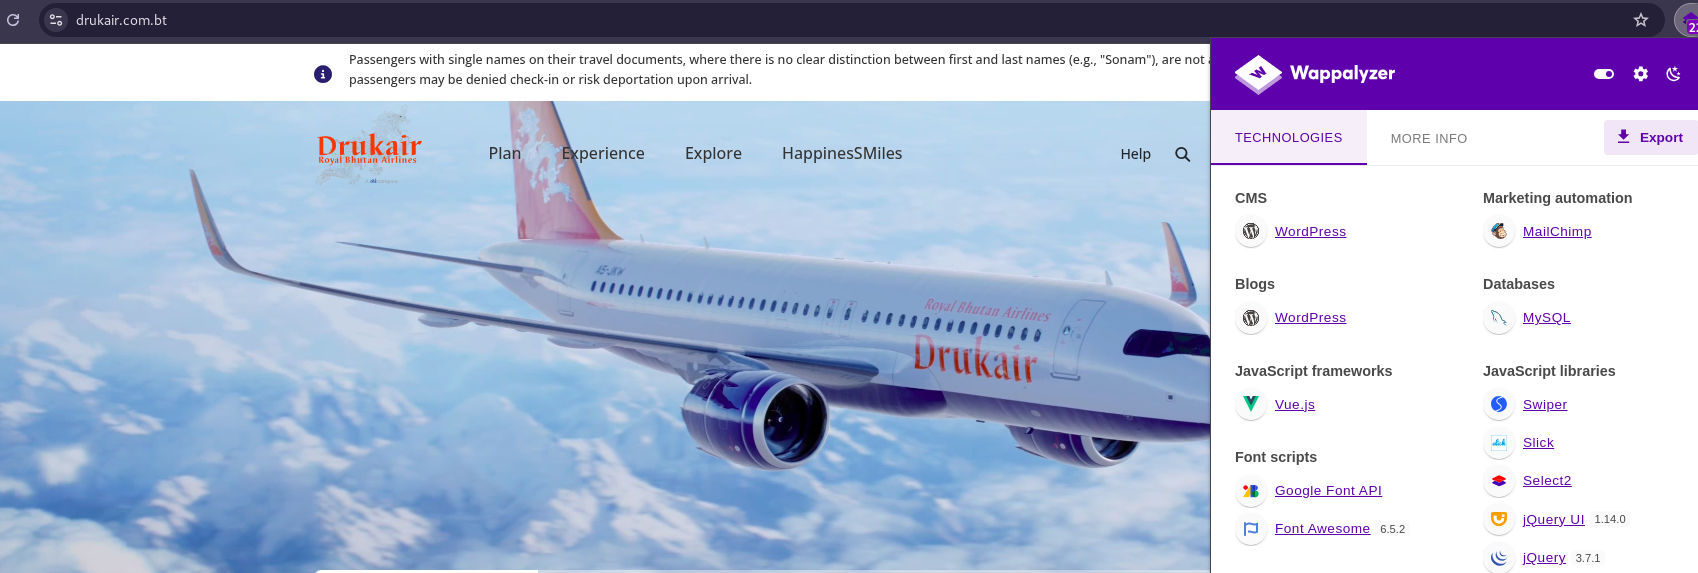 drukair.com.bt
22
Passengers with single names on their travel documents, where there is no clear distinction between first and last names (e.g., "Sonam"), are not
passengers may be denied check-in or risk deportation upon arrival.
Drukair
Royal Bhutan Airlines
Plan
Experience
Explore
HappinesSMiles
Help
A5-JKW
Royal Bhutan Airlines
Drukair
Wappalyzer
TECHNOLOGIES
MORE INFO
Export
CMS
WordPress
Blogs
WordPress
JavaScript frameworks
Vue.js
Font scripts
Google Font API
Font Awesome 6.5.2
Marketing automation
MailChimp
Databases
MySQL
JavaScript libraries
Swiper
Slick
Select2
jQuery UI 1.14.0
jQuery 3.7.1